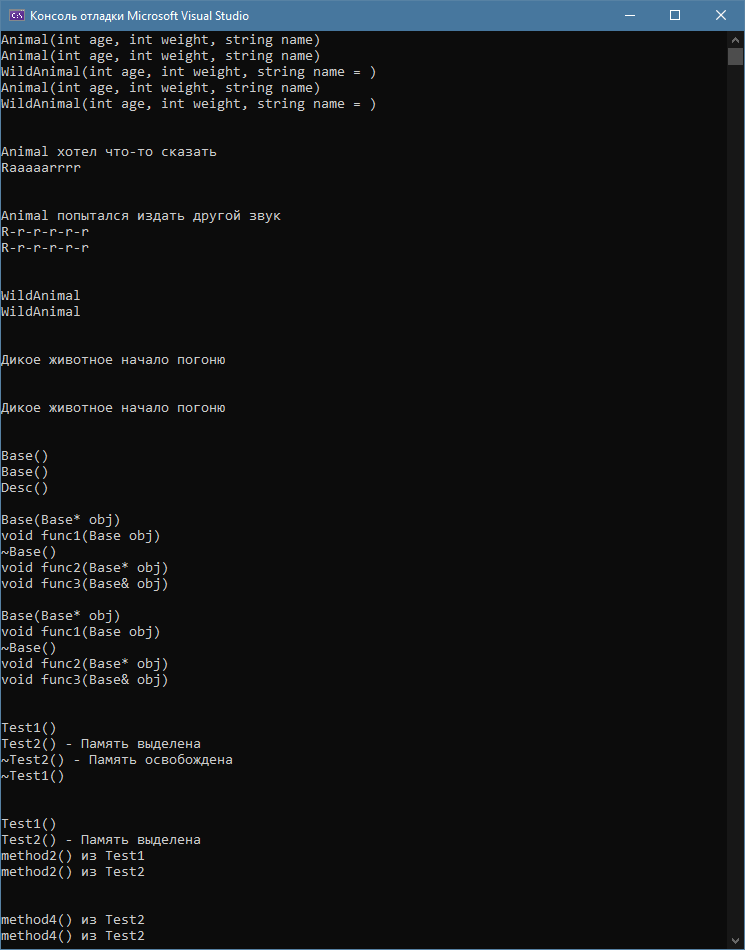 Консоль отладки Microsoft Visual Studio
Animal(int age, int weight, string name)
Animal(int age, int weight, string name)
WildAnimal(int age, int weight, string name = )
Animal(int age, int weight, string name)
WildAnimal(int age, int weight, string name = )
Animal хотел что-то сказать
Raaaaarrrr
Animal попытался издать другой звук
R-r-r-r-r-r
R-r-r-r-r-r
WildAnimal
WildAnimal
Дикое животное начало погоню
Дикое животное начало погоню
Base()
Base()
Desc()
Base(Base* obj)
void func1(Base obj)
~Base()
void func2(Base* obj)
void func3(Base& obj)
Base(Base* obj)
void func1(Base obj)
~Base()
void func2(Base* obj)
void func3(Base& obj)
Test1()
Test2() - Память выделена
~Test2() - Память освобождена
~Test1()
Test1()
Test2() - Память выделена
method2() из Test1
method2() из Test2
method4() из Test2
method4() из Test2